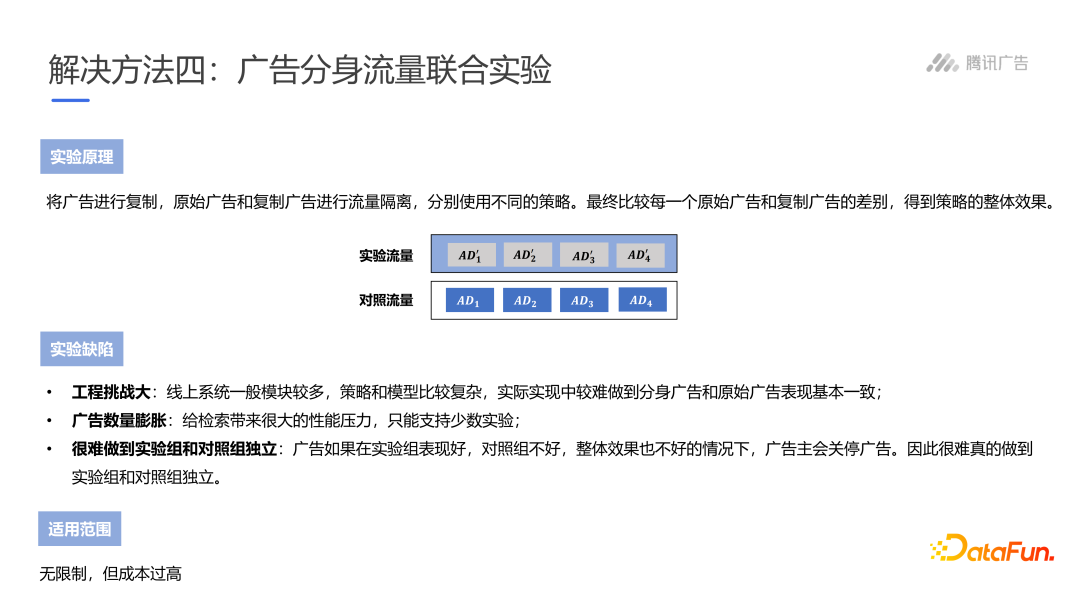 解决方法四：广告分身流量联合实验
腾讯广告
实验原理
将广告进行复制，原始广告和复制广告进行流量隔离，分别使用不同的策略。最终比较每一个原始广告和复制广告的差别，得到策略的整体效果。
实验流量 AD₁′ AD₂′ AD₃′ AD₄′
对照流量 AD₁ AD₂ AD₃ AD₄
实验缺陷
• 工程挑战大：线上系统一般模块较多，策略和模型比较复杂，实际实现中较难做到分身广告和原始广告表现基本一致；
• 广告数量膨胀：给检索带来很大的性能压力，只能支持少数实验；
• 很难做到实验组和对照组独立：广告如果在实验组表现好，对照组不好，整体效果也不好的情况下，广告主会关停广告。因此很难真的做到
实验组和对照组独立。
适用范围
DataFun.
无限制，但成本过高